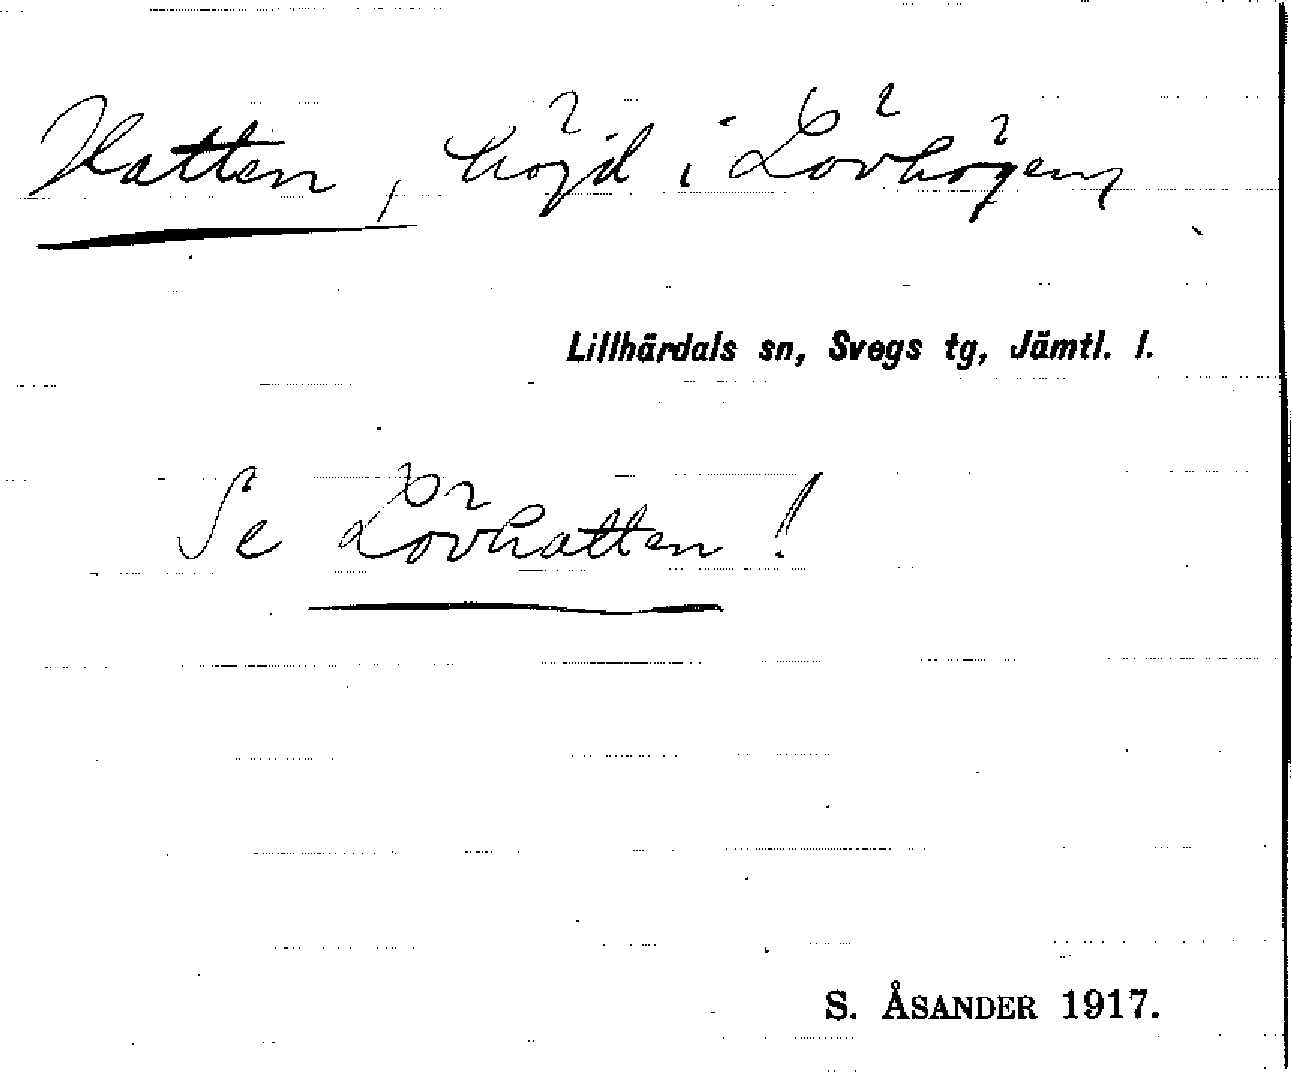 Hatten, höjd i Lövhögen,
Lillhärdals sn, Svegs tg, Jämtl. l.
Se Lövhatten!
S. ÅSANDER 1917.